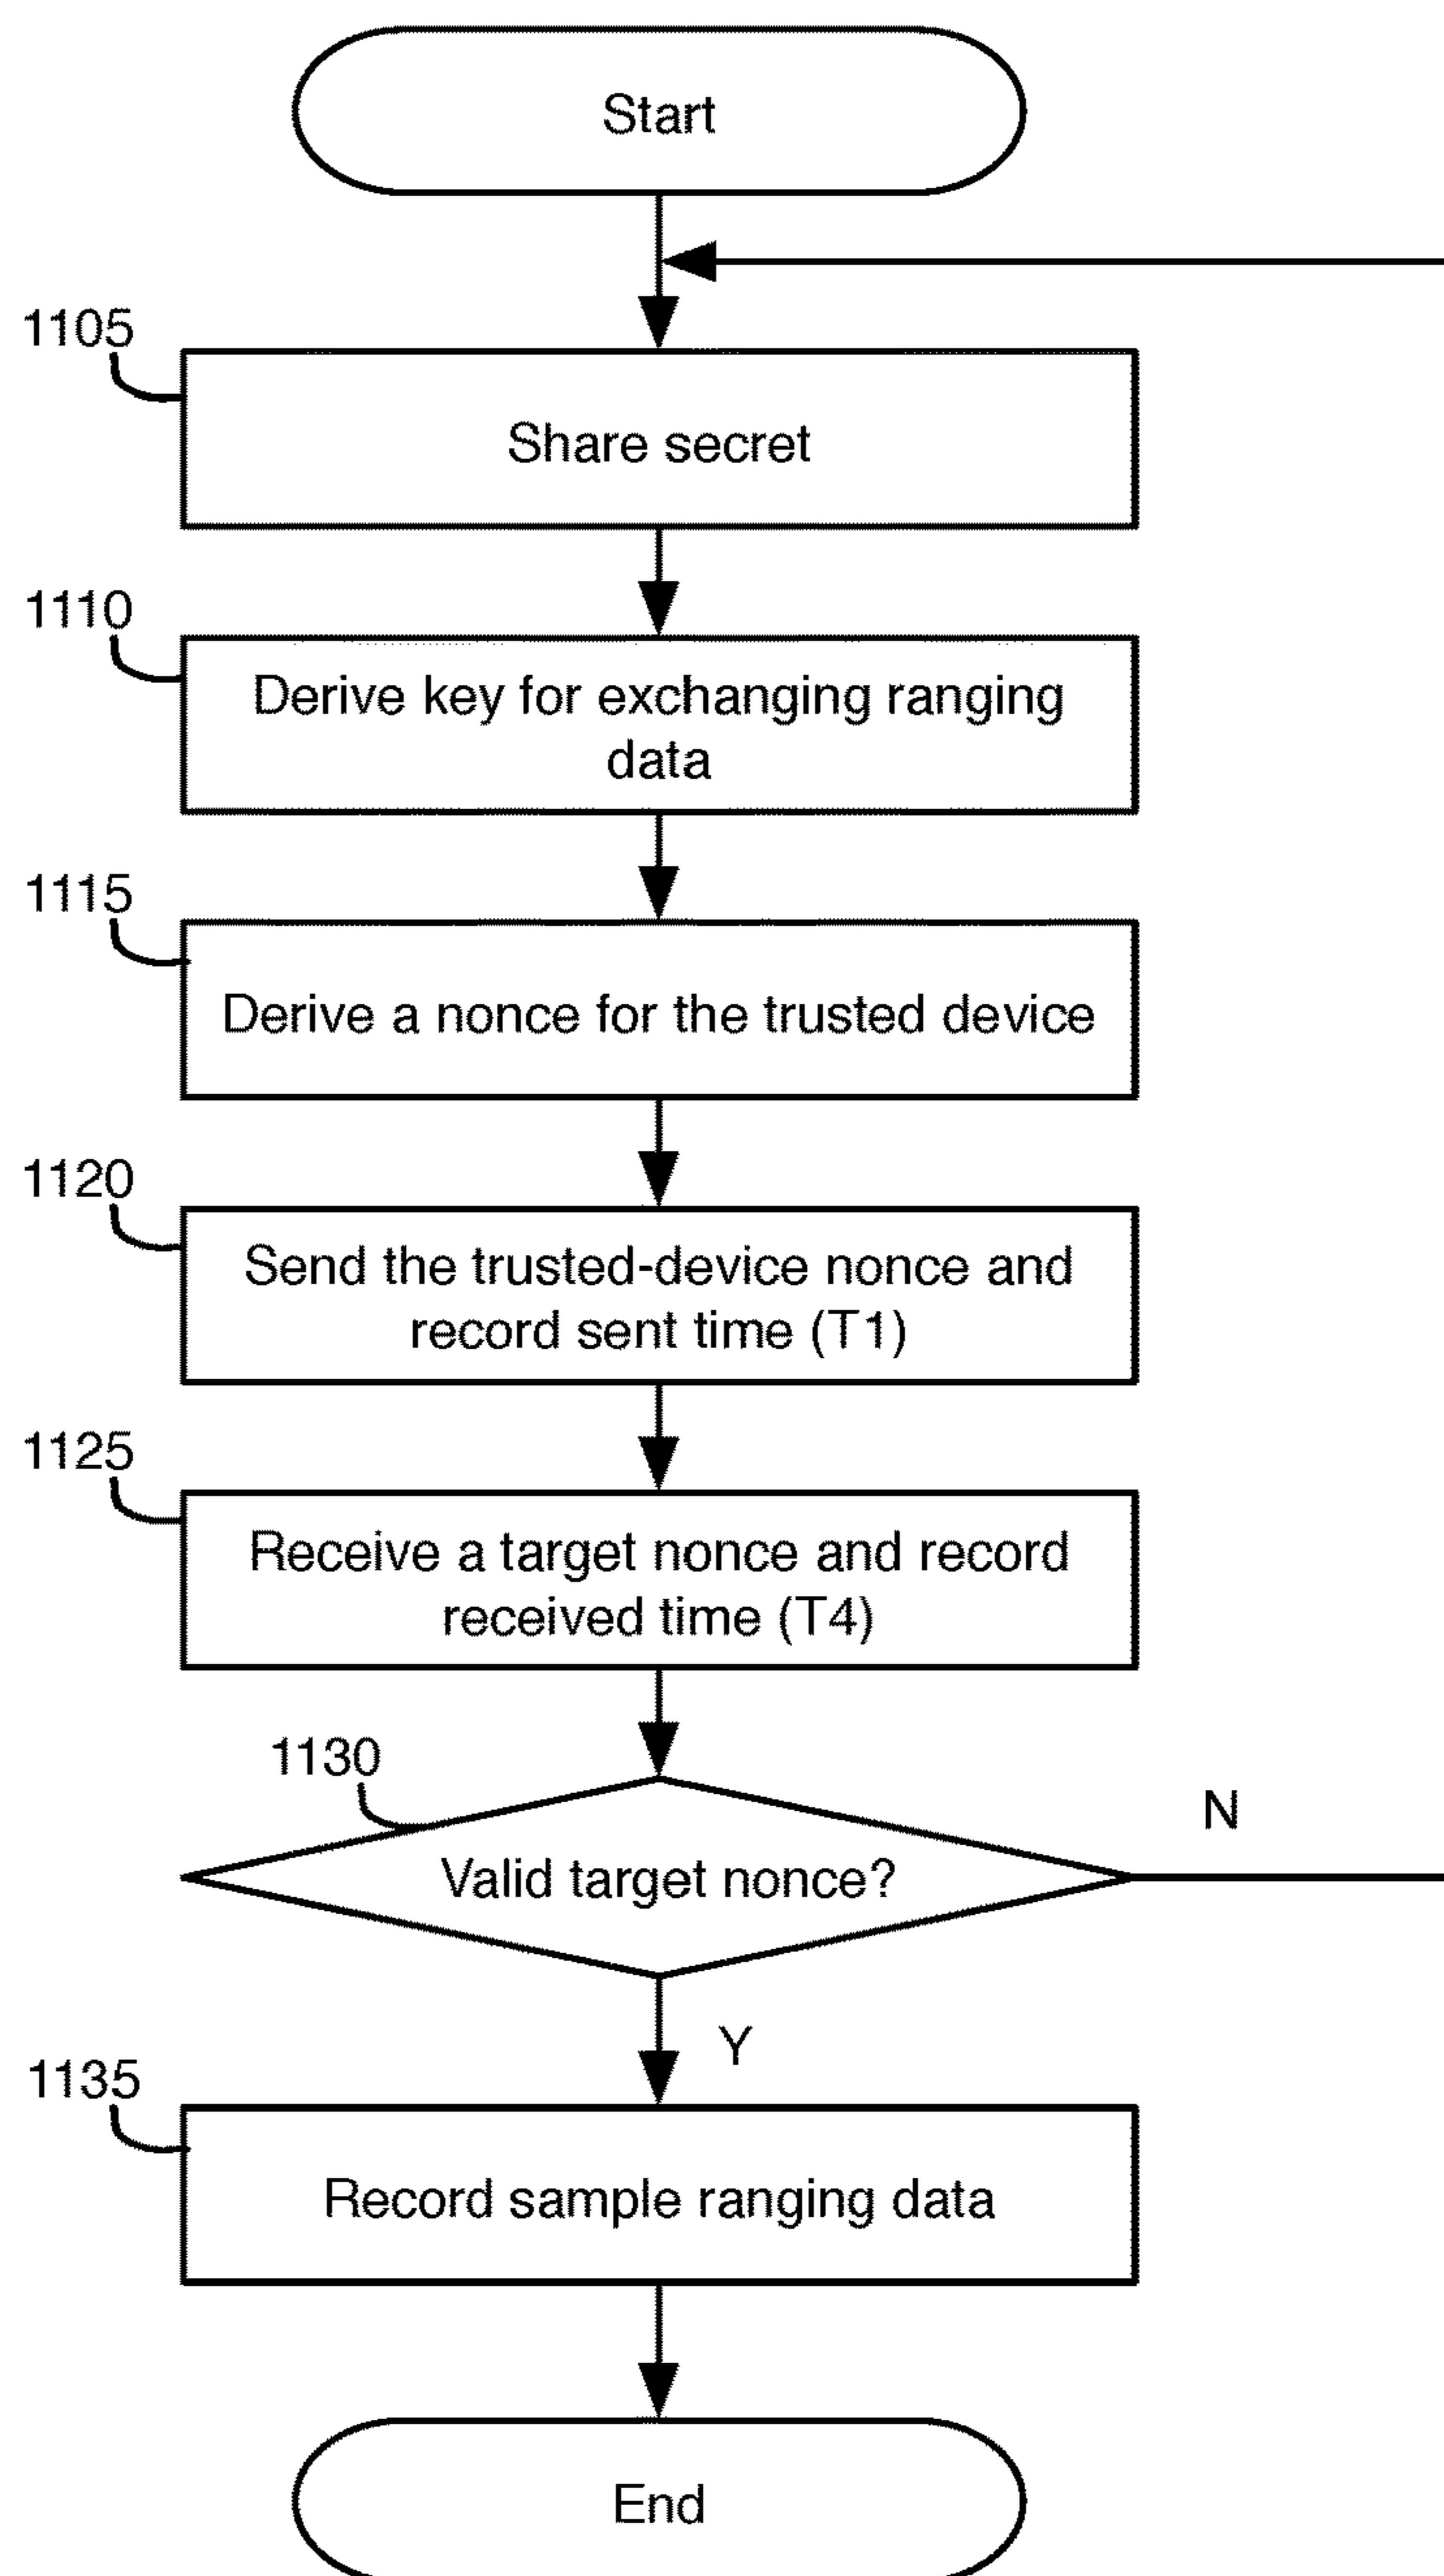 Start
1105
Share secret
1110
Derive key for exchanging ranging
data
1115
Derive a nonce for the trusted device
1120
Send the trusted-device nonce and
record sent time (T1)
1125
Receive a target nonce and record
received time (T4)
1130
N
Valid target nonce?
Y
1135
Record sample ranging data
End